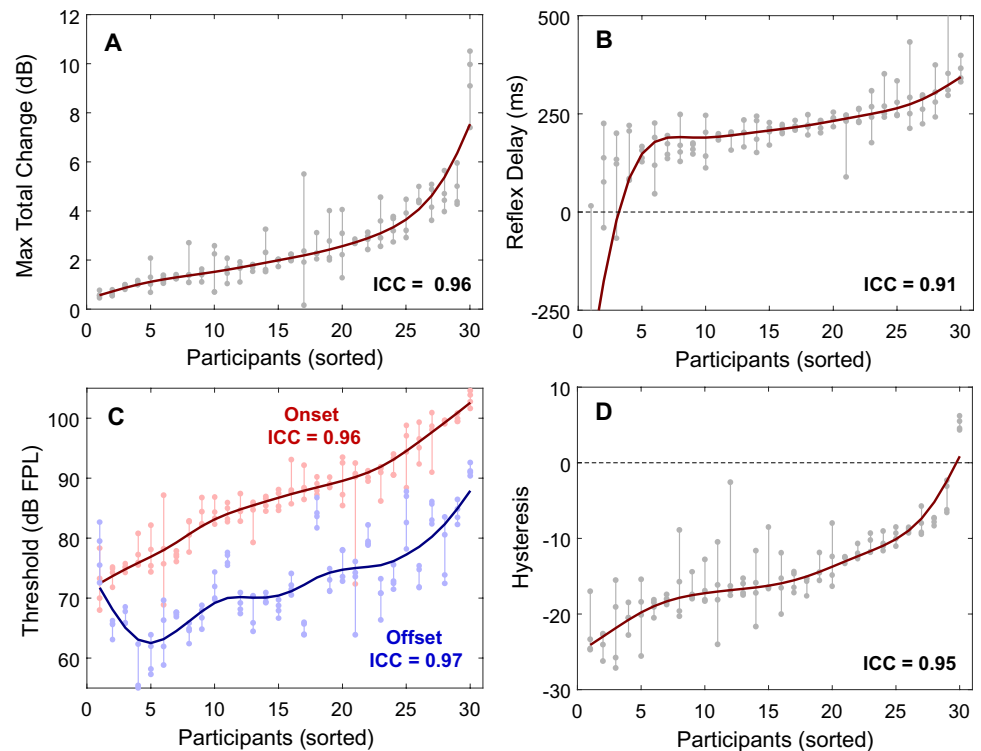 A
Max Total Change (dB)
12
10
8
6
4
2
0
ICC = 0.96
0 5 10 15 20 25 30
Participants (sorted)
B
Reflex Delay (ms)
500
250
0
-250
ICC = 0.91
0 5 10 15 20 25 30
Participants (sorted)
C
Threshold (dB FPL)
100
90
80
70
60
Onset
ICC = 0.96
Offset
ICC = 0.97
0 5 10 15 20 25 30
Participants (sorted)
D
Hysteresis
10
0
-10
-20
-30
ICC = 0.95
0 5 10 15 20 25 30
Participants (sorted)